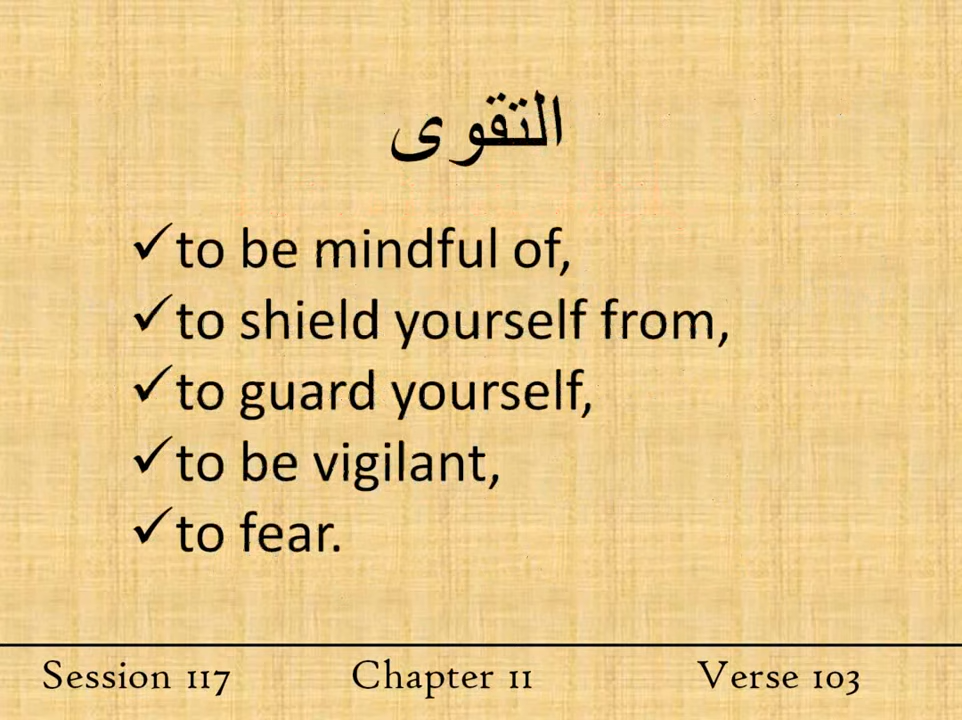 التقوى
✓to be mindful of,
✓to shield yourself from,
✓to guard yourself,
✓to be vigilant,
✓to fear.
Session 117 Chapter 11 Verse 103